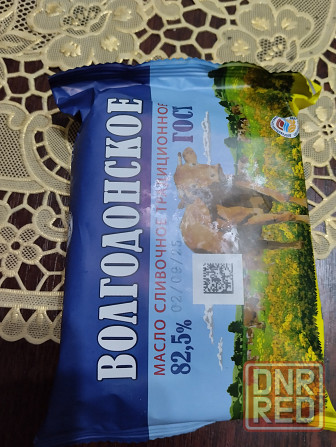 ВОЛГОДОНСКОЕ
МАСЛО СЛИВОЧНОЕ ТРАДИЦИОННОЕ
82,5% ГОСТ
02/09/25
DNR
RED